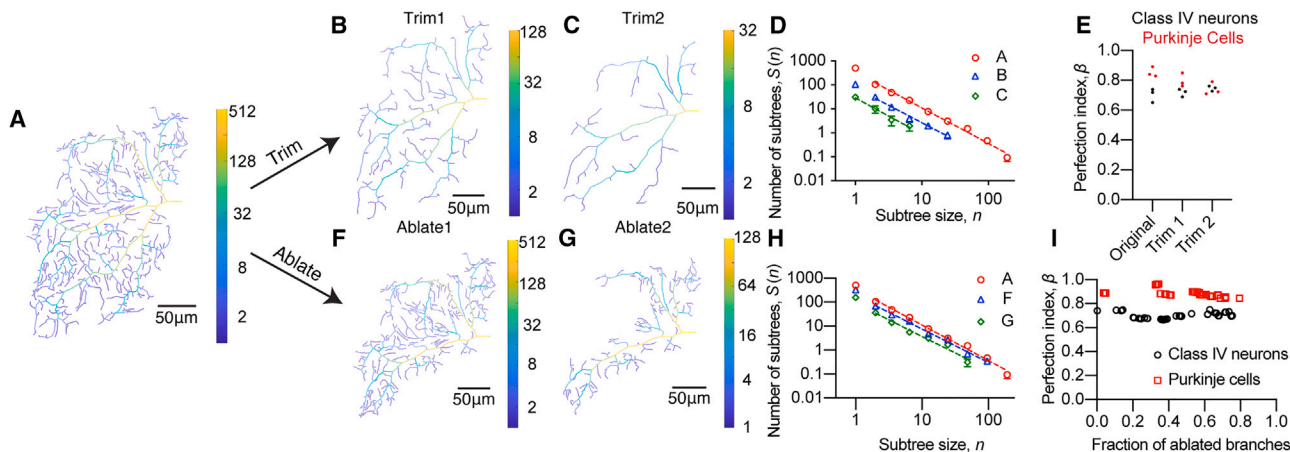 A
512
128
32
8
2
50μm
Trim
Ablate
B
Trim1
128
32
8
2
50μm
C
Trim2
32
8
2
50μm
D
Number of subtrees, S(n)
1000
100
10
1
0.1
0.01
1
10
100
Subtree size, n
A
B
C
E
Class IV neurons
Purkinje Cells
Perfection index, β
1.0
0.8
0.6
0.4
0.2
0.0
Original
Trim 1
Trim 2
F
Ablate1
512
128
32
8
2
50μm
G
Ablate2
128
64
16
4
1
50μm
H
Number of subtrees, S(n)
1000
100
10
1
0.1
0.01
1
10
100
Subtree size, n
A
F
G
I
Perfection index, β
1.0
0.8
0.6
0.4
0.2
0.0
0.0
0.2
0.4
0.6
0.8
1.0
Class IV neurons
Purkinje cells
Fraction of ablated branches